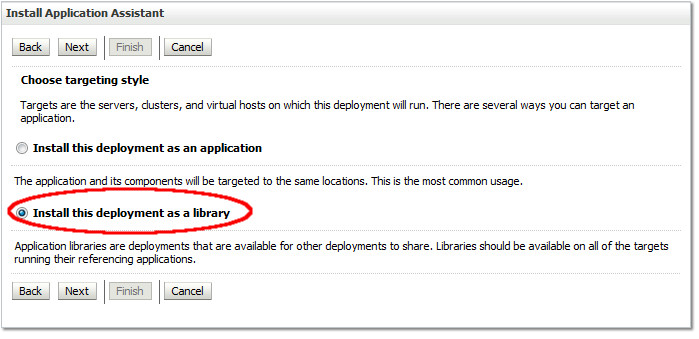 Install Application Assistant
Back Next Finish Cancel
Choose targeting style
Targets are the servers, clusters, and virtual hosts on which this deployment will run. There are several ways you can target an
application.
Install this deployment as an application
The application and its components will be targeted to the same locations. This is the most common usage.
Install this deployment as a library
Application libraries are deployments that are available for other deployments to share. Libraries should be available on all of the targets
running their referencing applications.
Back Next Finish Cancel